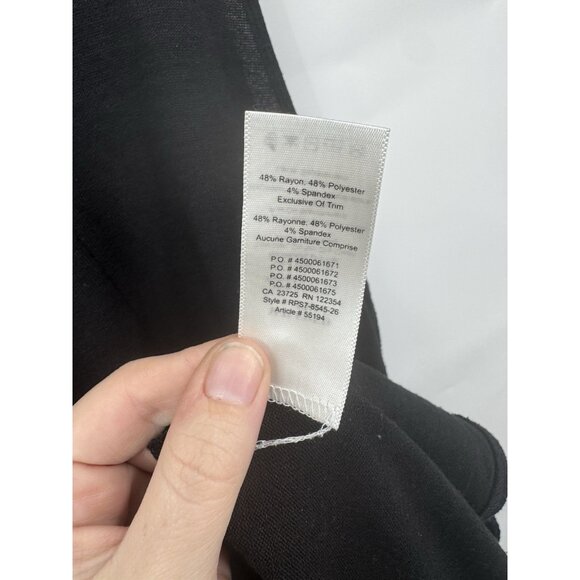 48% Rayon. 48% Polyester
4% Spandex
Exclusive Of Trim
48% Rayonne. 48% Polyester
4% Spandex
Aucune Garniture Comprise
P.O. # 4500061671
P.O. # 4500061672
P.O. # 4500061673
P.O. # 4500061675
CA 23725 RN 122354
Style # RPS7-8545-26
Article # 55194